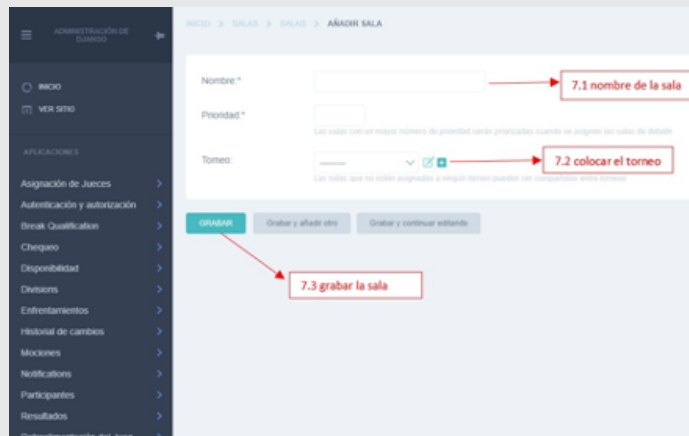 INICIO > SALAS > SALAS > AÑADIR SALA
ADMINISTRACIÓN DE
DJANGO
INICIO
VER SITIO
APLICACIONES
Asignación de Jueces
Autenticación y autorización
Break Qualification
Chequeo
Disponibilidad
Divisions
Enfrentamientos
Historial de cambios
Mociones
Notifications
Participantes
Resultados
Nombre:*
7.1 nombre de la sala
Prioridad:*
Las salas con un mayor número de prioridad serán priorizadas cuando se asignen las salas de debate
Torneo:
---------
7.2 colocar el torneo
Las salas que no estén asignadas a ningún torneo pueden ser compartidas entre torneos
GRABAR
Grabar y añadir otro
Grabar y continuar editando
7.3 grabar la sala